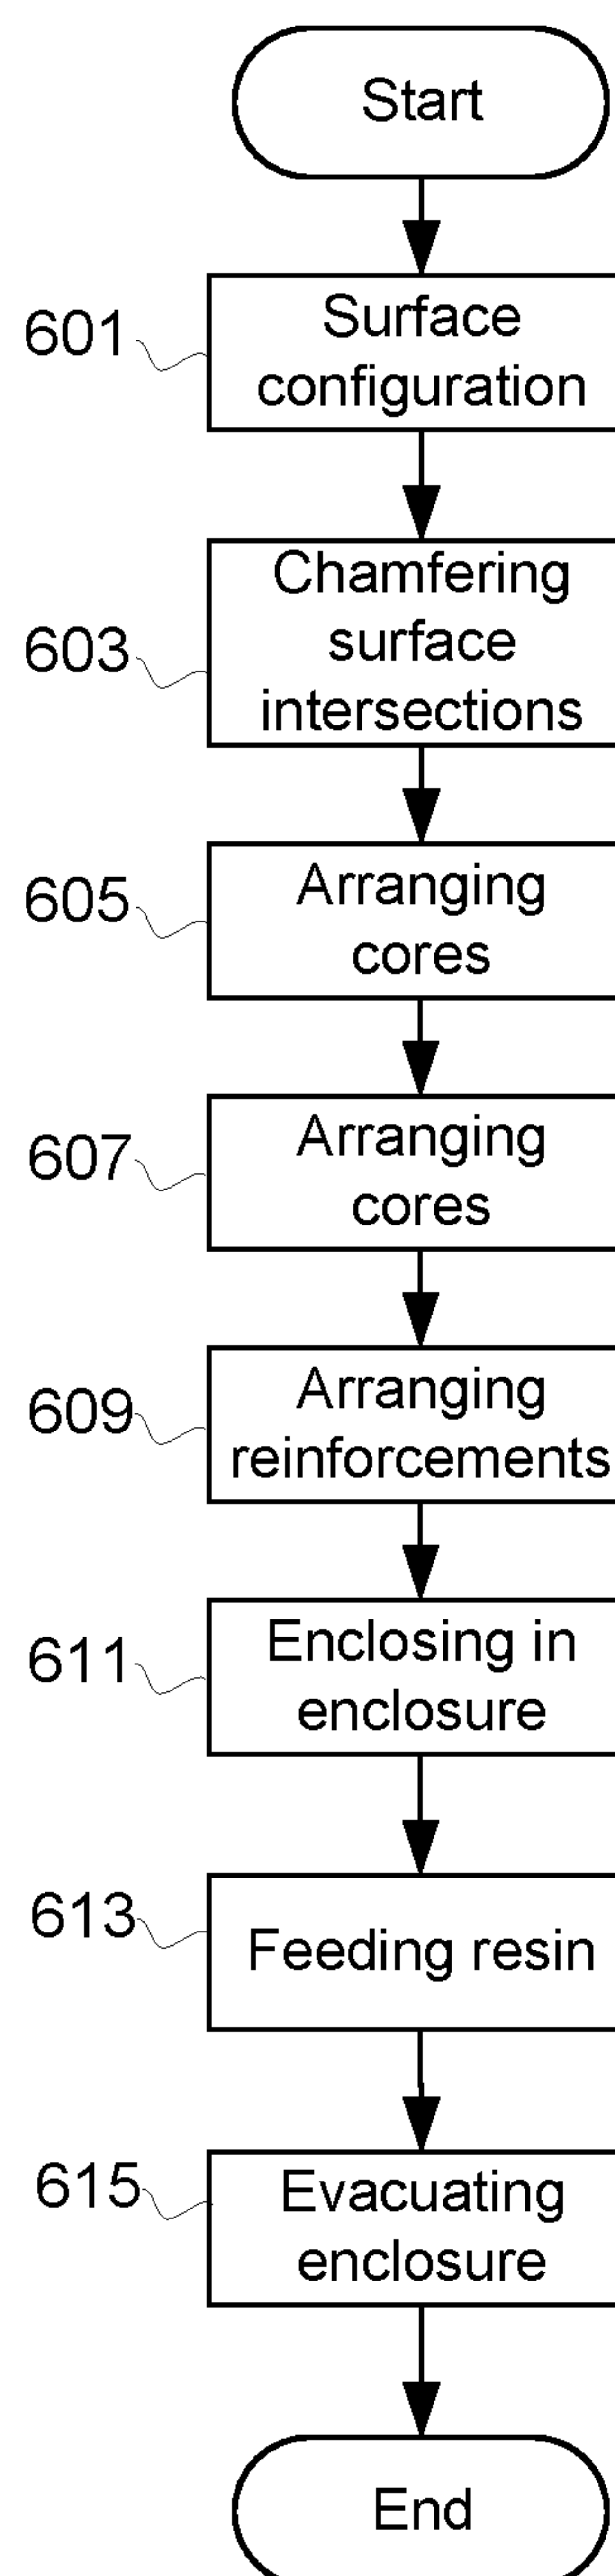 Start
601
Surface
configuration
603
Chamfering
surface
intersections
605
Arranging
cores
607
Arranging
cores
609
Arranging
reinforcements
611
Enclosing in
enclosure
613
Feeding resin
615
Evacuating
enclosure
End